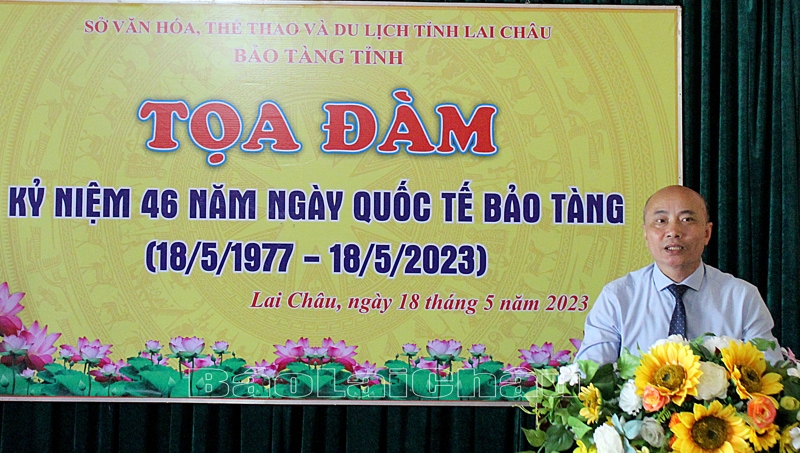 SỞ VĂN HÓA, THỂ THAO VÀ DU LỊCH TỈNH LAI CHÂU
BẢO TÀNG TỈNH
TỌA ĐÀM
KỶ NIỆM 46 NĂM NGÀY QUỐC TẾ BẢO TÀNG
(18/5/1977 – 18/5/2023)
Lai Châu, ngày 18 tháng 5 năm 2023
BaoLaiChau